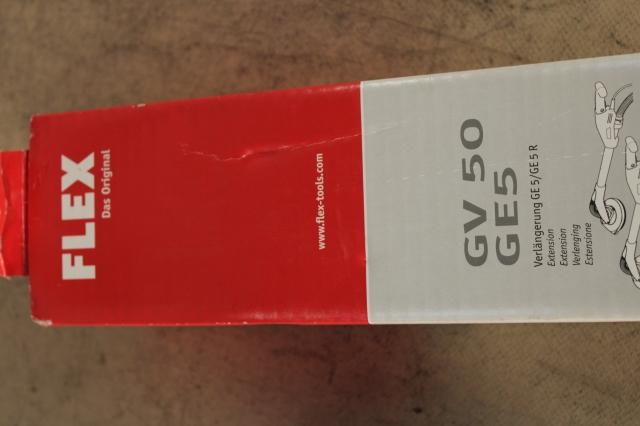 FLEX
Das Original
www.flex-tools.com
GV 50
GE5
Verlängerung GE 5/GE 5 R
Extension
Extension
Verlenging
Estensione